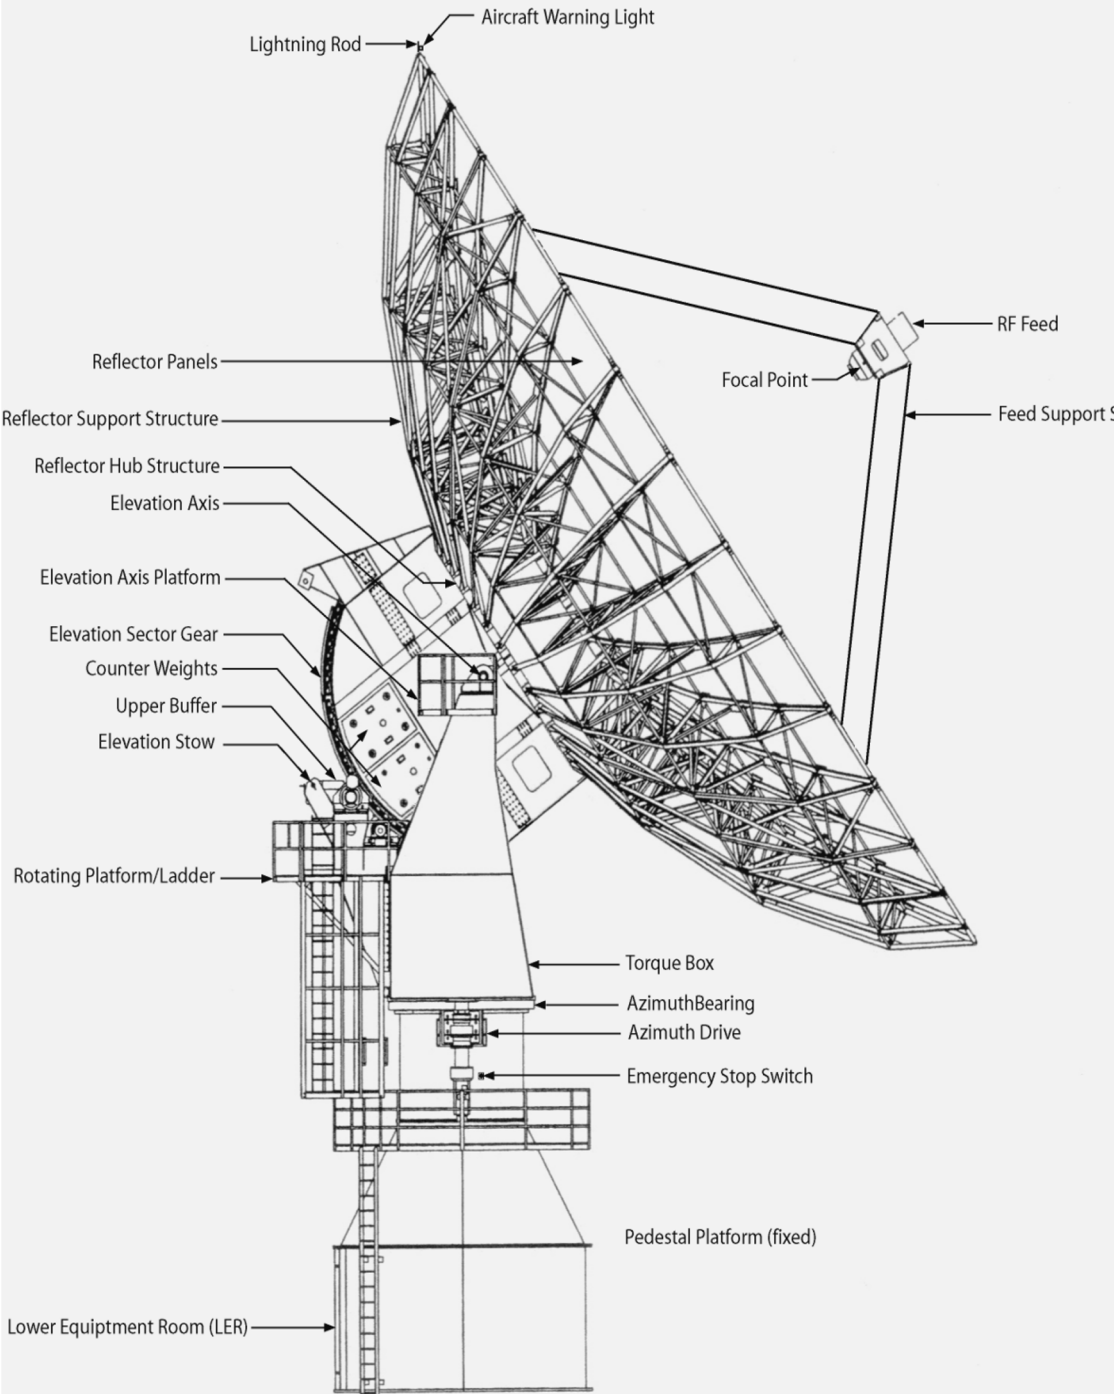 Aircraft Warning Light
Lightning Rod
RF Feed
Reflector Panels
Focal Point
Feed Support
Reflector Support Structure
Reflector Hub Structure
Elevation Axis
Elevation Axis Platform
Elevation Sector Gear
Counter Weights
Upper Buffer
Elevation Stow
Rotating Platform/Ladder
Torque Box
AzimuthBearing
Azimuth Drive
Emergency Stop Switch
Pedestal Platform (fixed)
Lower Equiptment Room (LER)